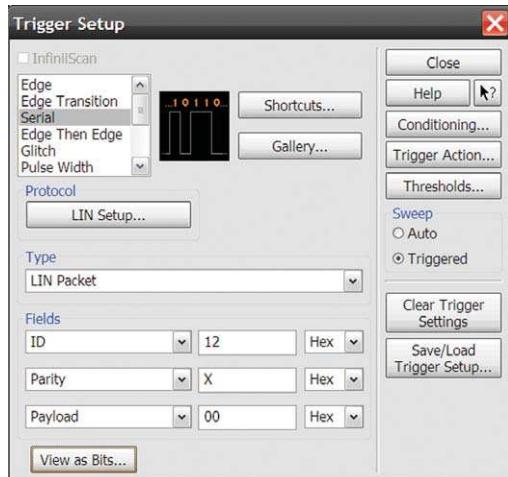 Trigger Setup
InfiniiScan
Edge
Edge Transition
Serial
Edge Then Edge
Glitch
Pulse Width
...10110...
Shortcuts...
Gallery...
Protocol
LIN Setup...
Type
LIN Packet
Fields
ID 12 Hex
Parity X Hex
Payload 00 Hex
View as Bits...
Close
Help ?
Conditioning...
Trigger Action...
Thresholds...
Sweep
Auto
Triggered
Clear Trigger
Settings
Save/Load
Trigger Setup...